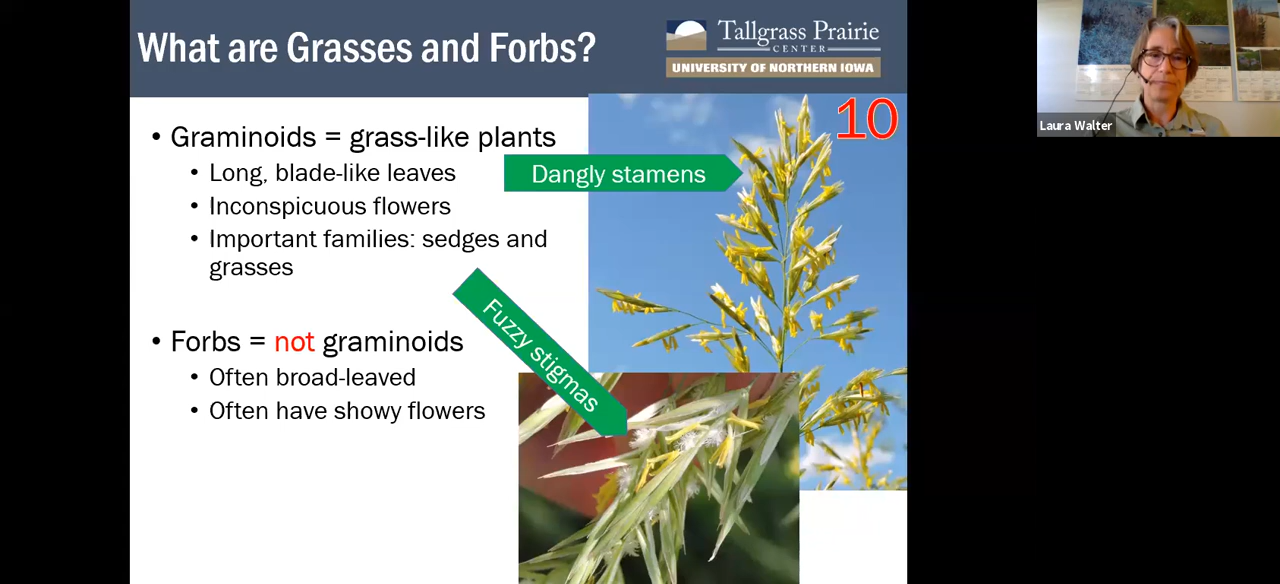 What are Grasses and Forbs?
Tallgrass Prairie
CENTER
UNIVERSITY OF NORTHERN IOWA
• Graminoids = grass-like plants
• Long, blade-like leaves
• Inconspicuous flowers
• Important families: sedges and
grasses
• Forbs = not graminoids
• Often broad-leaved
• Often have showy flowers
10
Dangly stamens
Fuzzy stigmas
Laura Walter